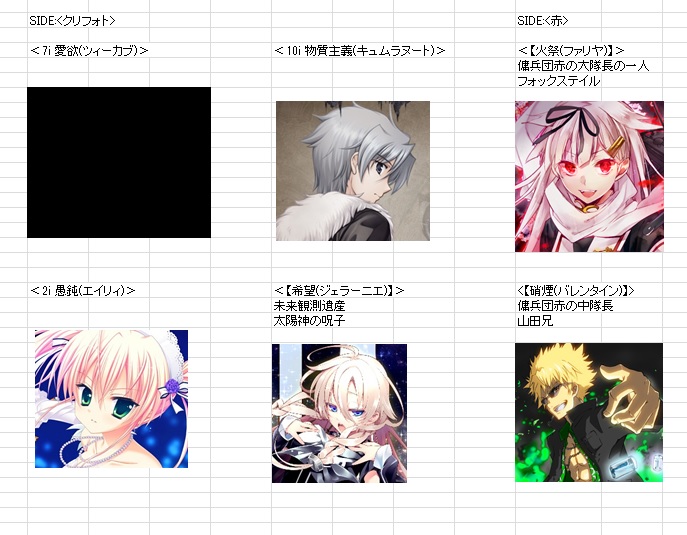 SIDE:<クリフォト>
SIDE:<赤>
＜7i 愛欲(ツィーカブ)＞
＜10i 物質主義(キュムラヌート)＞
＜【火祭(ファリヤ)】＞
傭兵団赤の大隊長の一人
フォックステイル
＜2i 愚鈍(エイリィ)＞
＜【希望(ジェラーニエ)】＞
未来観測遺産
太陽神の呪子
<【硝煙(バレンタイン)】>
傭兵団赤の中隊長
山田兄